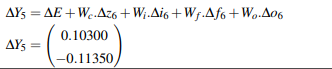 ΔY₅ = ΔE + W_c.Δz₆ + W_i.Δi₆ + W_f.Δf₆ + W_o.Δo₆
ΔY₅ = ( 0.10300
−0.11350 )